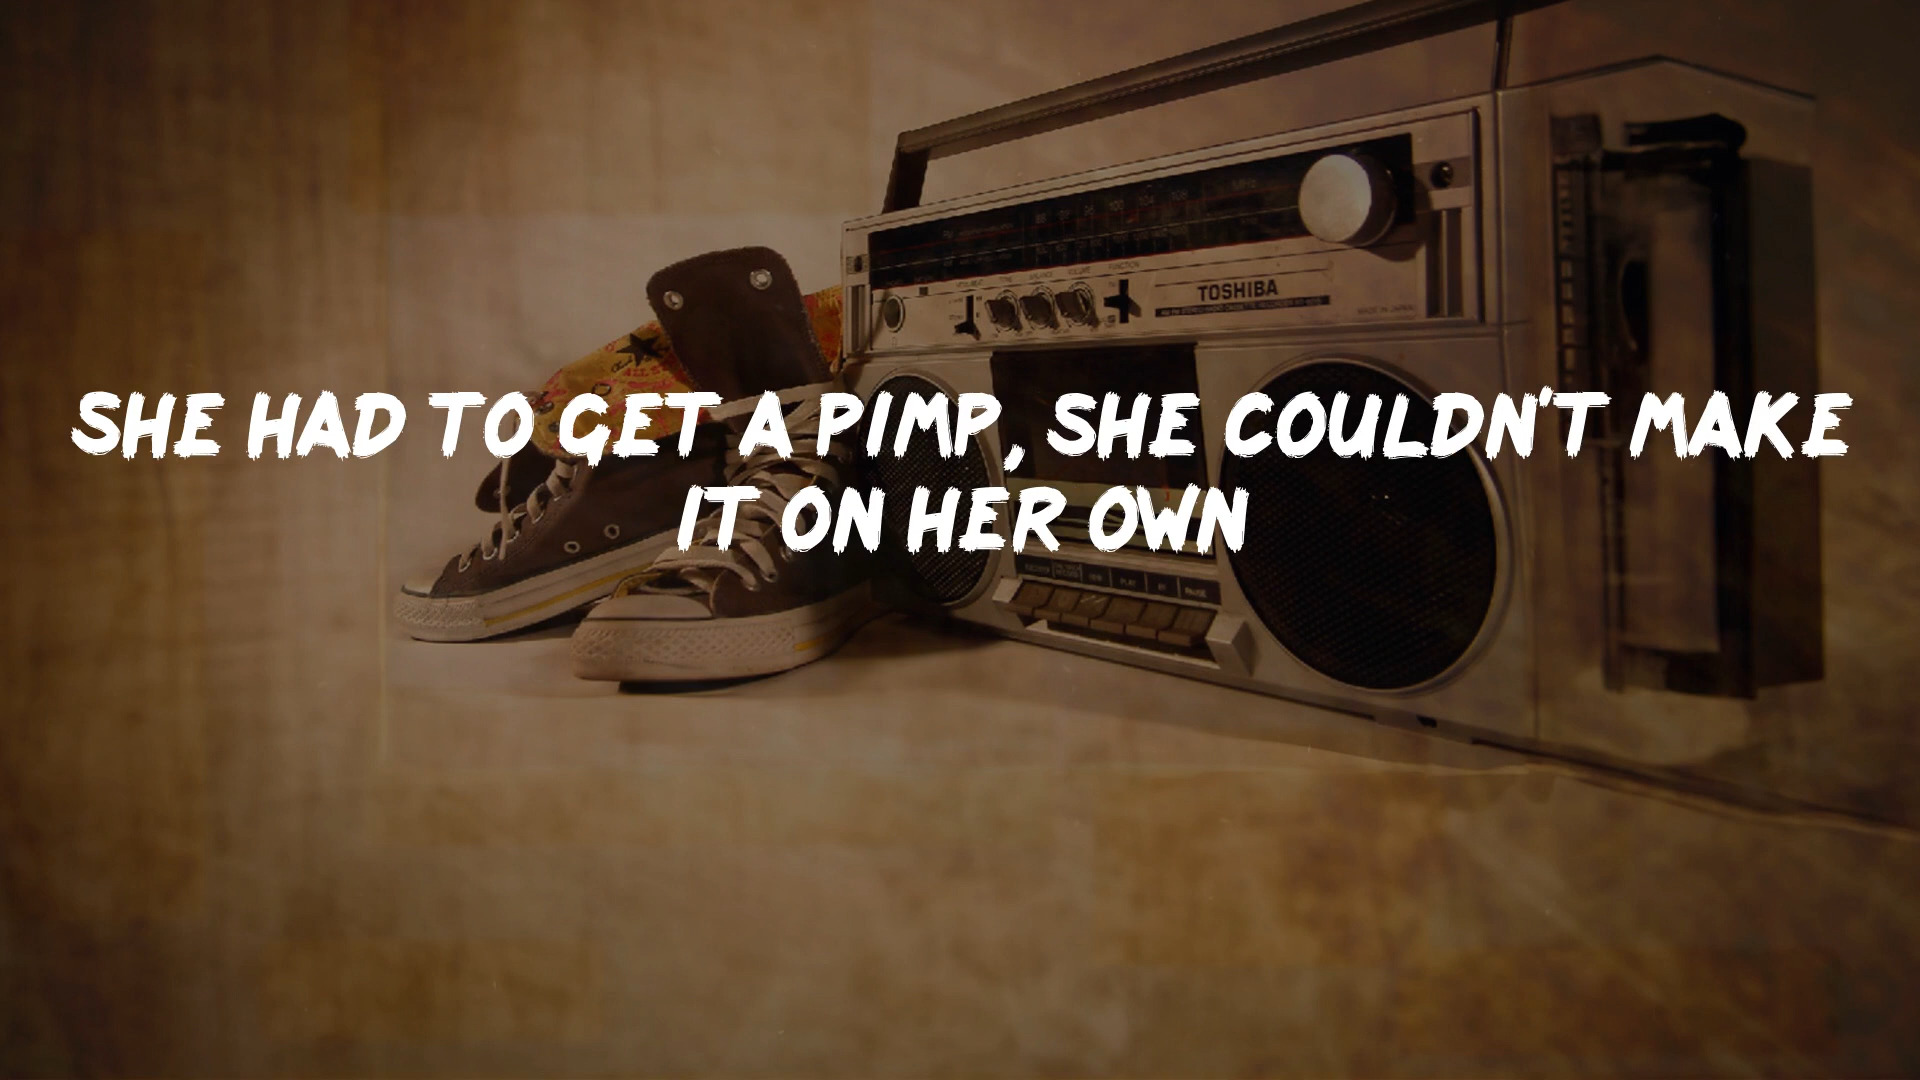 TOSHIBA
SHE HAD TO GET A PIMP, SHE COULDN'T MAKE
IT ON HER OWN